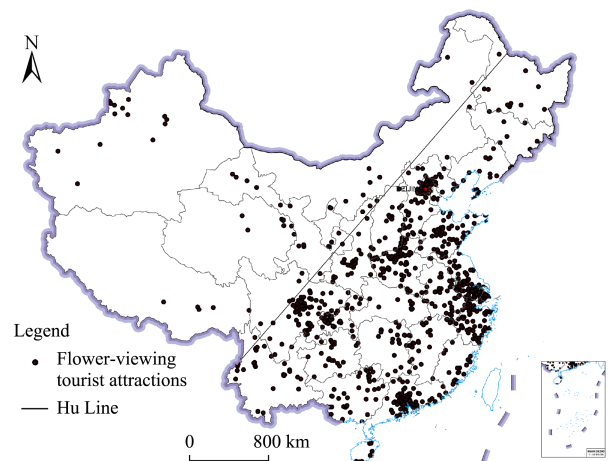 N
Legend
Flower-viewing
tourist attractions
Hu Line
0 800 km